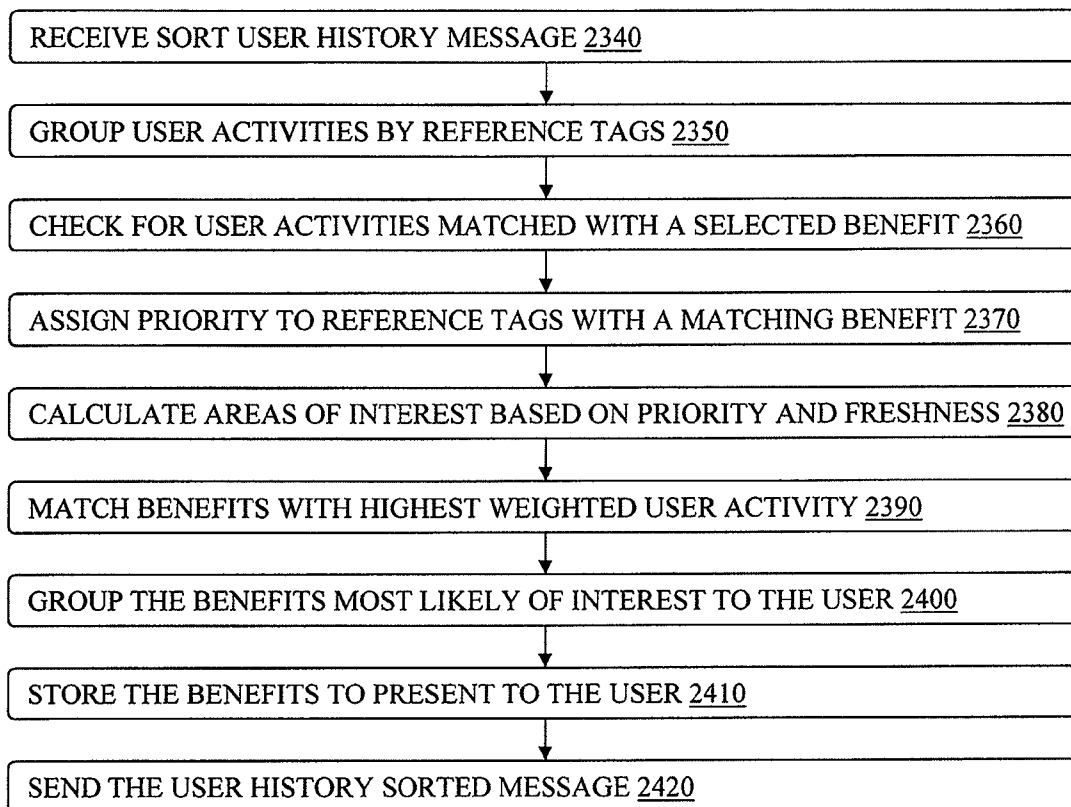 RECEIVE SORT USER HISTORY MESSAGE 2340
GROUP USER ACTIVITIES BY REFERENCE TAGS 2350
CHECK FOR USER ACTIVITIES MATCHED WITH A SELECTED BENEFIT 2360
ASSIGN PRIORITY TO REFERENCE TAGS WITH A MATCHING BENEFIT 2370
CALCULATE AREAS OF INTEREST BASED ON PRIORITY AND FRESHNESS 2380
MATCH BENEFITS WITH HIGHEST WEIGHTED USER ACTIVITY 2390
GROUP THE BENEFITS MOST LIKELY OF INTEREST TO THE USER 2400
STORE THE BENEFITS TO PRESENT TO THE USER 2410
SEND THE USER HISTORY SORTED MESSAGE 2420